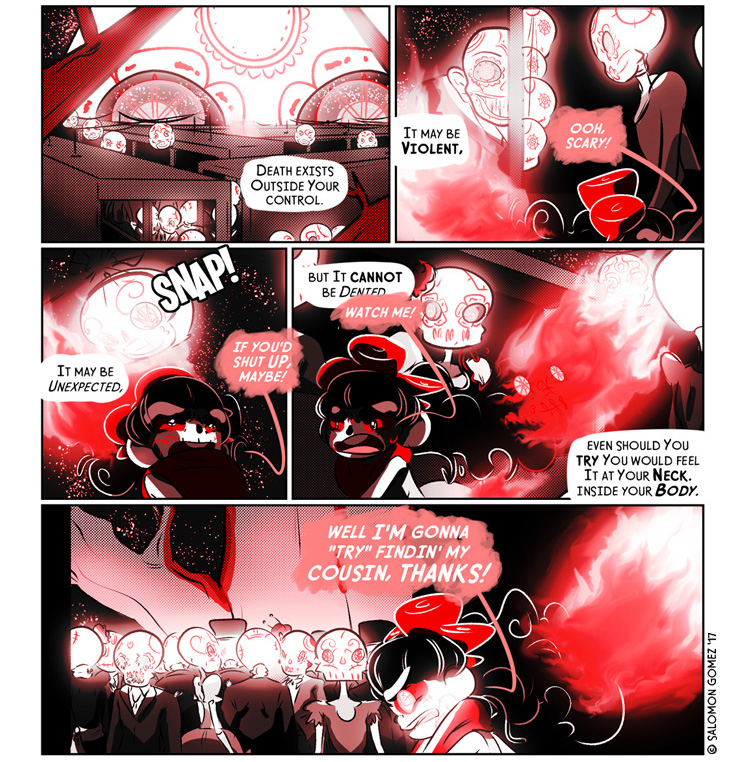 DEATH EXISTS
OUTSIDE YOUR
CONTROL.
IT MAY BE
VIOLENT,
OOH,
SCARY!
SNAP!
IT MAY BE
UNEXPECTED,
IF YOU'D
SHUT UP,
MAYBE!
BUT IT CANNOT
BE DENIED
WATCH ME!
EVEN SHOULD YOU
TRY YOU WOULD FEEL
IT AT YOUR NECK.
INSIDE YOUR BODY.
WELL I'M GONNA
"TRY" FINDIN' MY
COUSIN, THANKS!
© SALOMON GOMEZ '17